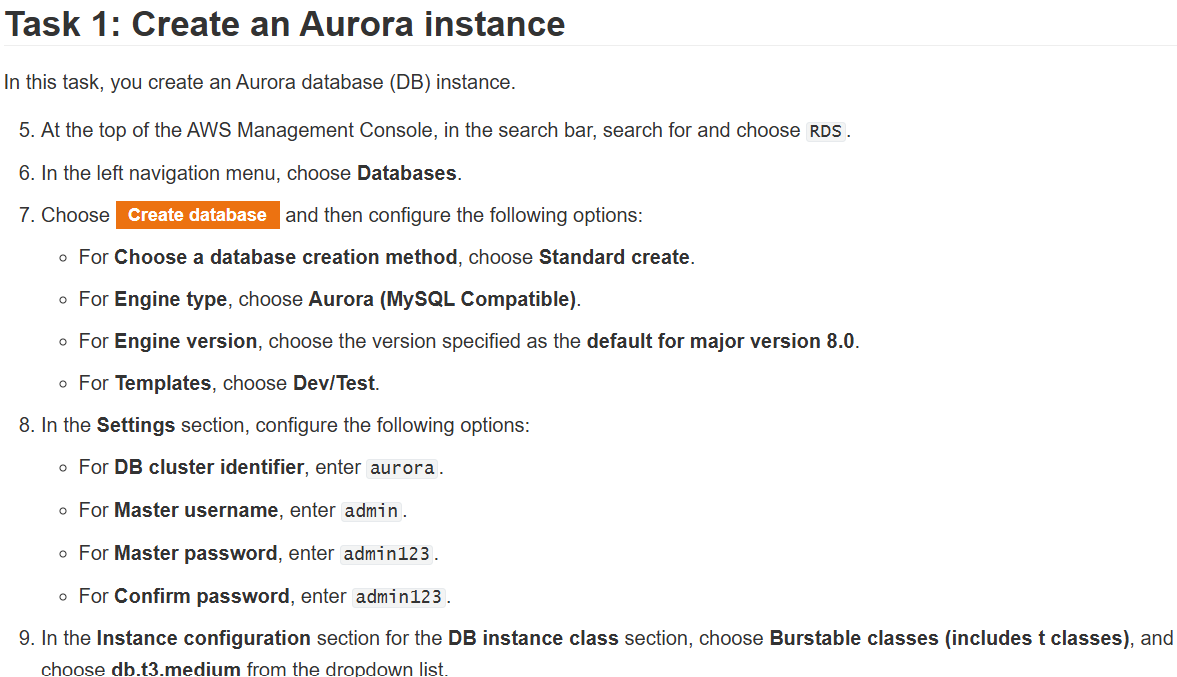 Task 1: Create an Aurora instance
In this task, you create an Aurora database (DB) instance.
5. At the top of the AWS Management Console, in the search bar, search for and choose RDS.
6. In the left navigation menu, choose Databases.
7. Choose Create database and then configure the following options:
◦ For Choose a database creation method, choose Standard create.
◦ For Engine type, choose Aurora (MySQL Compatible).
◦ For Engine version, choose the version specified as the default for major version 8.0.
◦ For Templates, choose Dev/Test.
8. In the Settings section, configure the following options:
◦ For DB cluster identifier, enter aurora.
◦ For Master username, enter admin.
◦ For Master password, enter admin123.
◦ For Confirm password, enter admin123.
9. In the Instance configuration section for the DB instance class section, choose Burstable classes (includes t classes), and
choose db.t3.medium from the dropdown list.